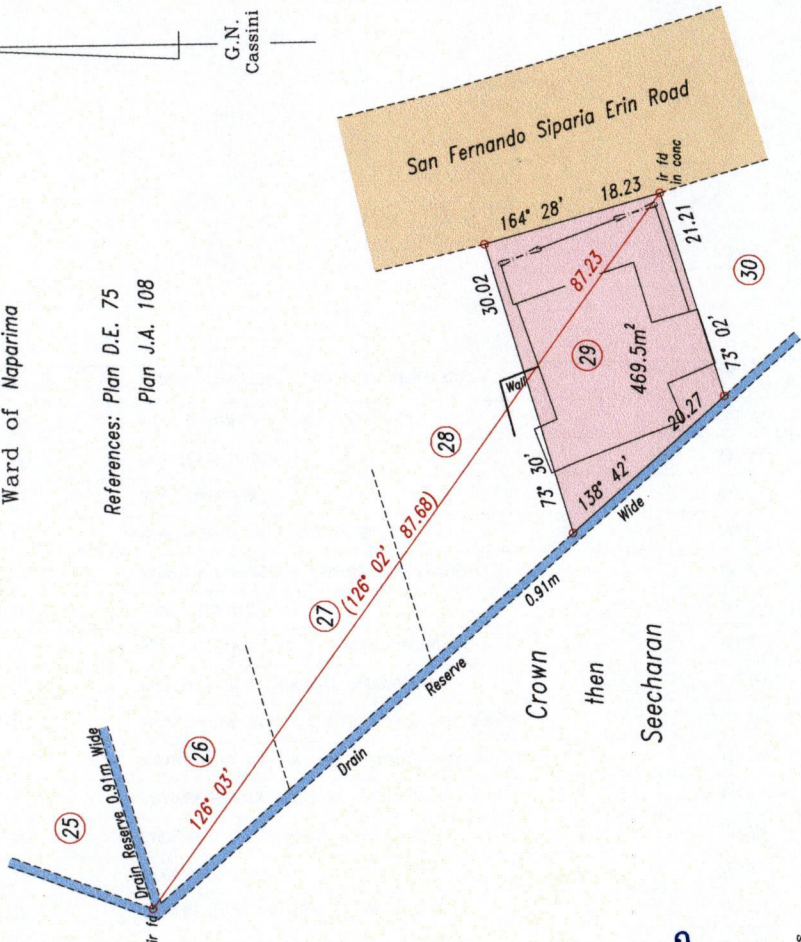 G.N.
Cassini
Ward of Naparima
References: Plan D.E. 75
Plan J.A. 108
San Fernando Siparia Erin Road
164° 28'
18.23
ir fd
in conc
30.02
87.23
21.21
29
469.5m²
30
Wall
73° 02'
20.27
73° 30'
138° 42'
28
Wide
0.91m
27
(126° 02' 87.68)
Reserve
Crown
then
Seecharan
26
126° 03'
Drain
25
Drain Reserve 0.91m Wide
ir fd